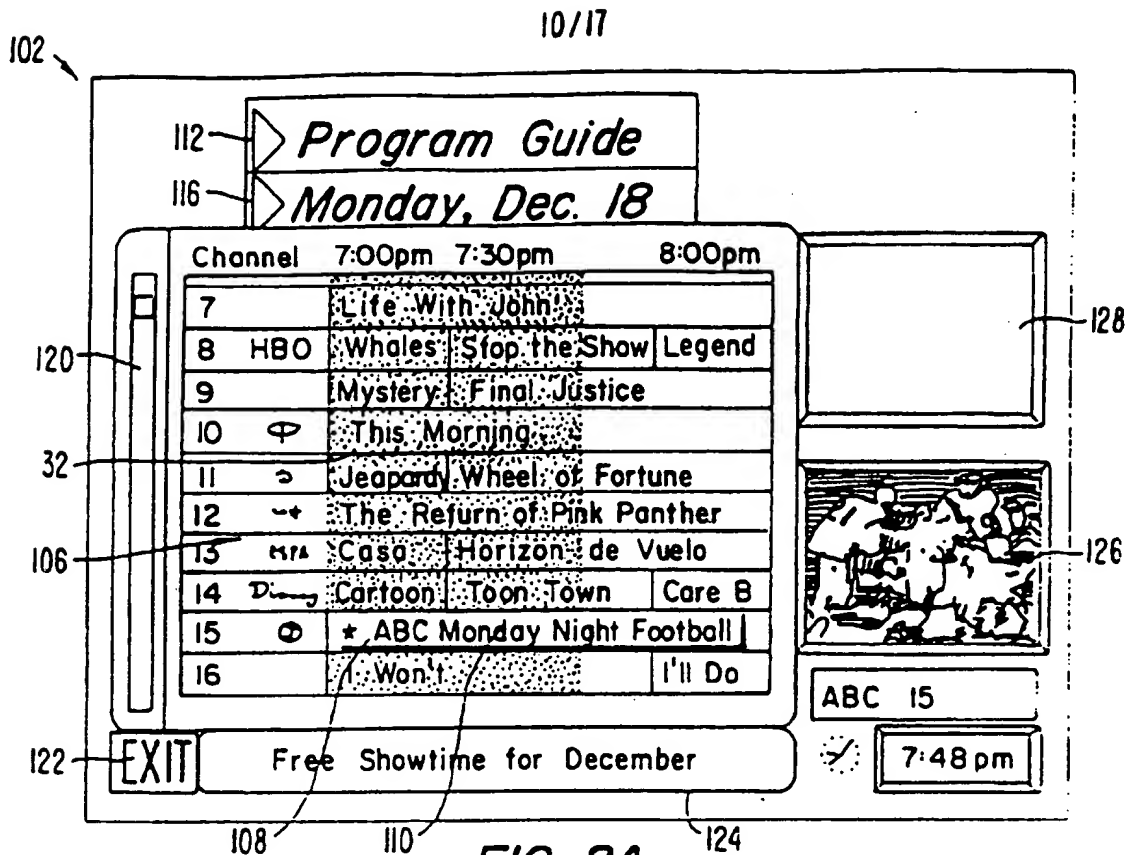 10/17
102
112 Program Guide
116 Monday, Dec. 18
Channel 7:00pm 7:30pm 8:00pm
7 Life With John
8 HBO Whales Stop the Show Legend 128
120
9 Mystery Final Justice
10 This Morning
32
11 Jeapardy Wheel of Fortune
12 The Return of Pink Panther
106 126
13 Casa Horizon de Vuelo
14 Disney Cartoon Toon Town Care B
15 ★ ABC Monday Night Football
16 I Won't I'll Do
ABC 15
122 EXIT Free Showtime for December 7:48pm
108 110 124